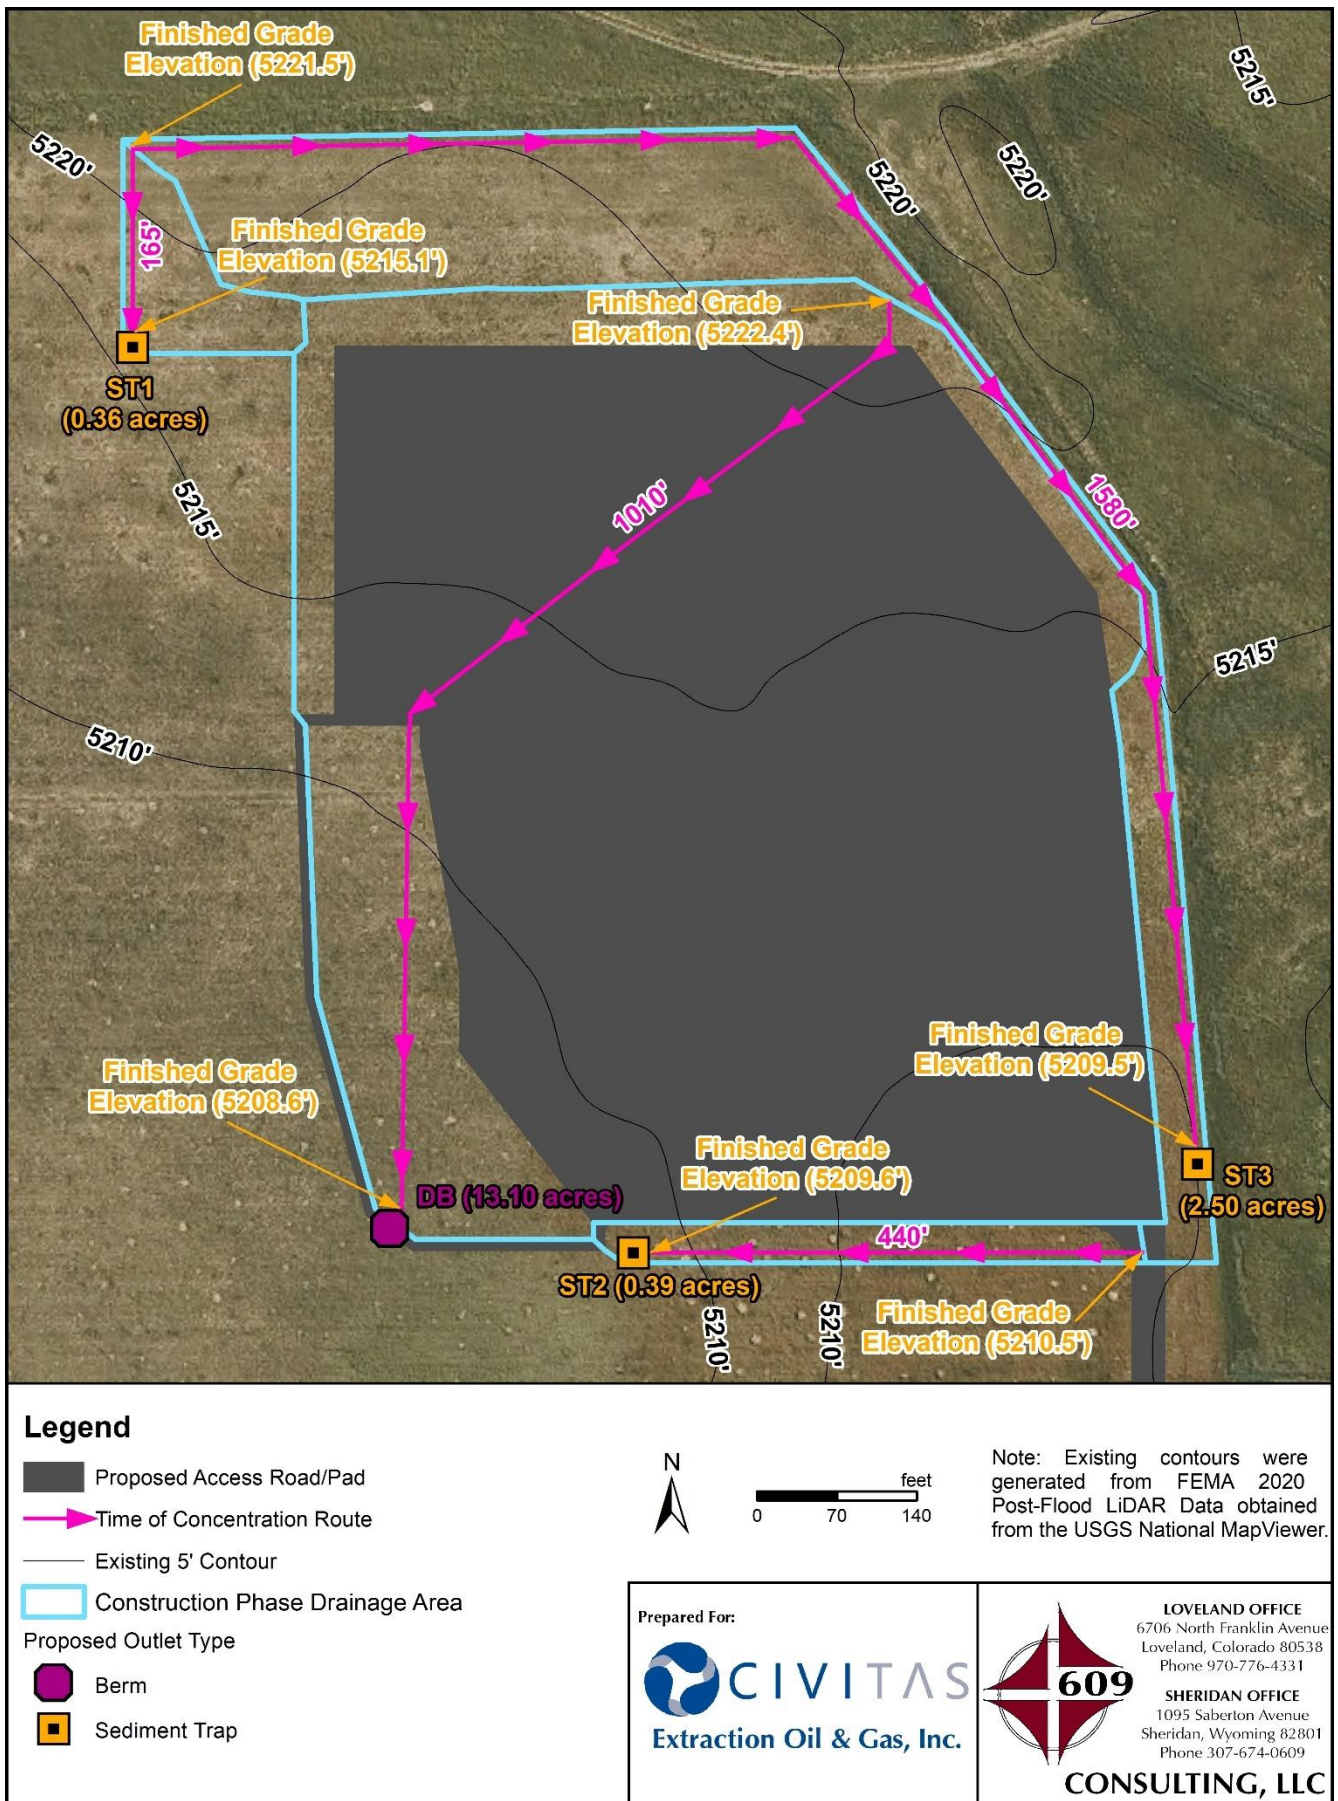 Finished Grade
Elevation (5221.5')
5215'
5220'
5220'
5220'
165'
Finished Grade
Elevation (5215.1')
Finished Grade
Elevation (5222.4')
ST1
(0.36 acres)
5215'
1010'
1580'
5215'
5210'
Finished Grade
Elevation (5209.5')
Finished Grade
Elevation (5208.6')
Finished Grade
Elevation (5209.6')
DB (13.10 acres)
ST3
(2.50 acres)
440'
ST2 (0.39 acres)
5210'
5210'
Finished Grade
Elevation (5210.5')
Legend
Proposed Access Road/Pad
Time of Concentration Route
Existing 5' Contour
Construction Phase Drainage Area
Proposed Outlet Type
Berm
Sediment Trap
N
feet
0 70 140
Note: Existing contours were
generated from FEMA 2020
Post-Flood LiDAR Data obtained
from the USGS National MapViewer.
Prepared For:
CIVITAS
Extraction Oil & Gas, Inc.
609
LOVELAND OFFICE
6706 North Franklin Avenue
Loveland, Colorado 80538
Phone 970-776-4331
SHERIDAN OFFICE
1095 Saberton Avenue
Sheridan, Wyoming 82801
Phone 307-674-0609
CONSULTING, LLC